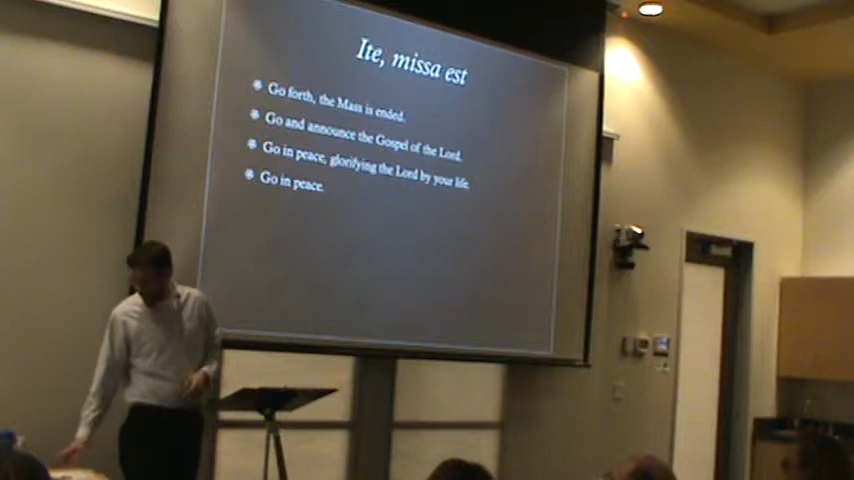 Ite, missa est
Go forth, the Mass is ended.
Go and announce the Gospel of the Lord.
Go in peace, glorifying the Lord by your life.
Go in peace.